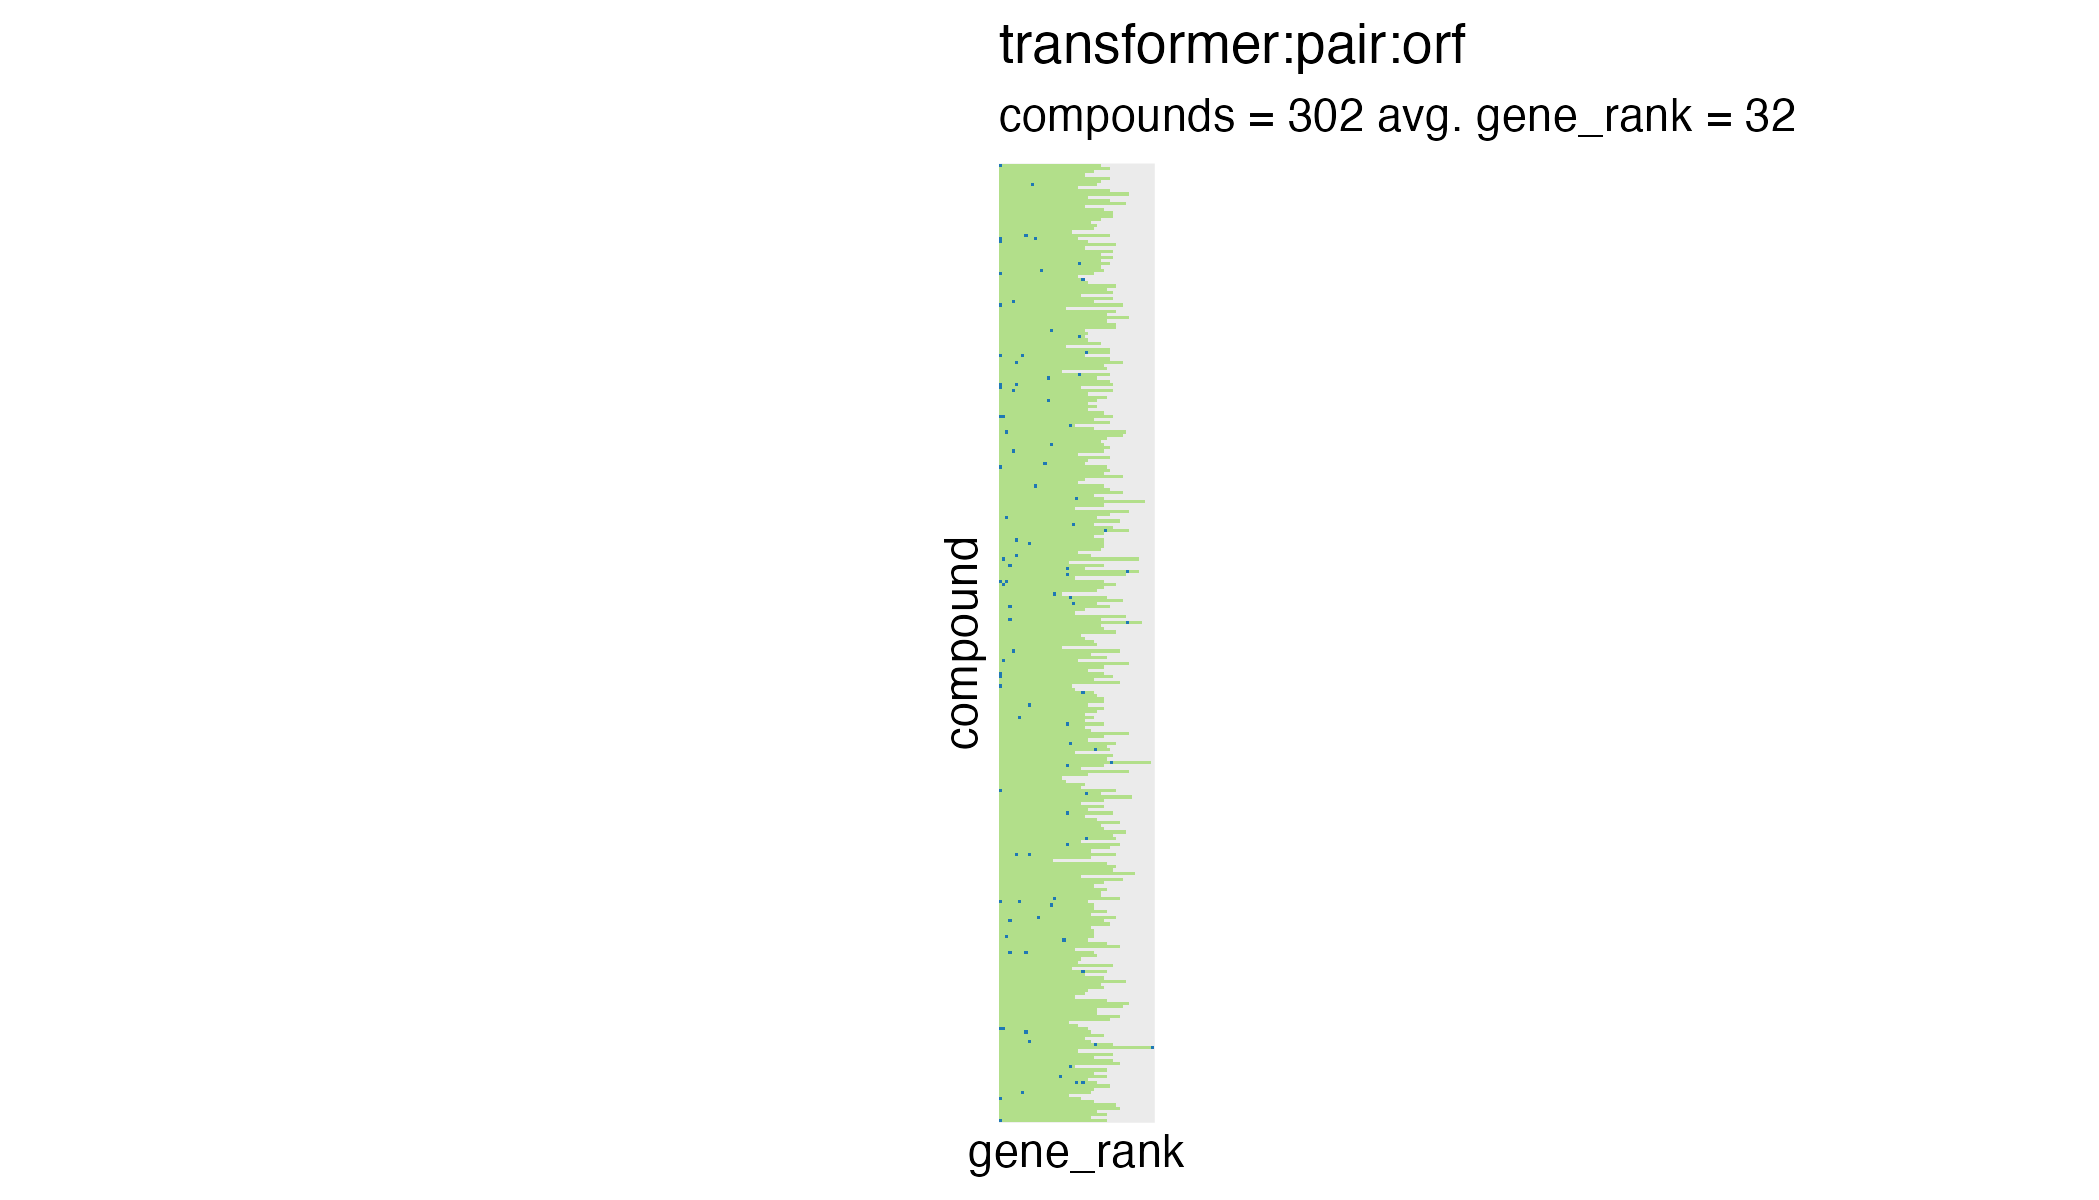 transformer:pair:orf
compounds = 302 avg. gene_rank = 32
compound
gene_rank